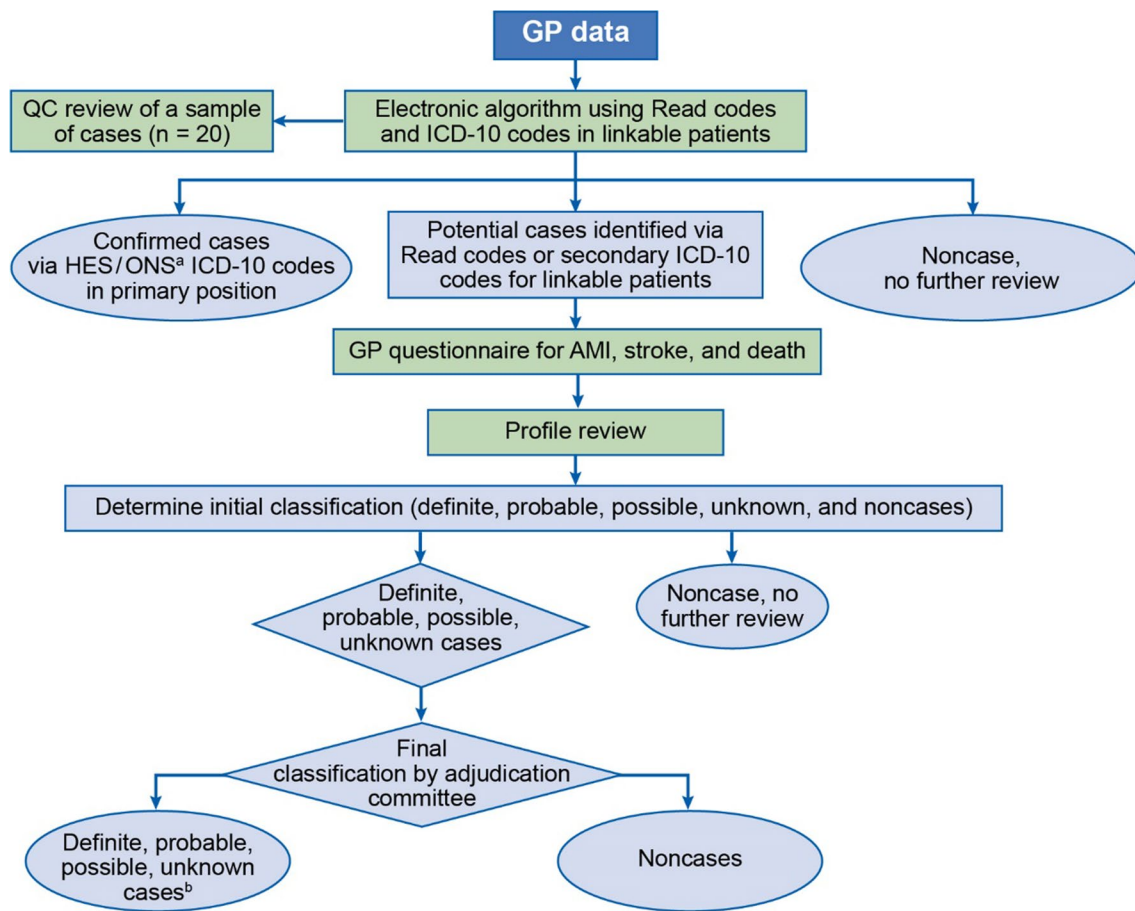 GP data
QC review of a sample
of cases (n = 20)
Electronic algorithm using Read codes
and ICD-10 codes in linkable patients
Confirmed cases
via HES/ONSᵃ ICD-10 codes
in primary position
Potential cases identified via
Read codes or secondary ICD-10
codes for linkable patients
Noncase,
no further review
GP questionnaire for AMI, stroke, and death
Profile review
Determine initial classification (definite, probable, possible, unknown, and noncases)
Definite,
probable, possible,
unknown cases
Noncase, no
further review
Final
classification by adjudication
committee
Definite, probable,
possible, unknown
casesᵇ
Noncases